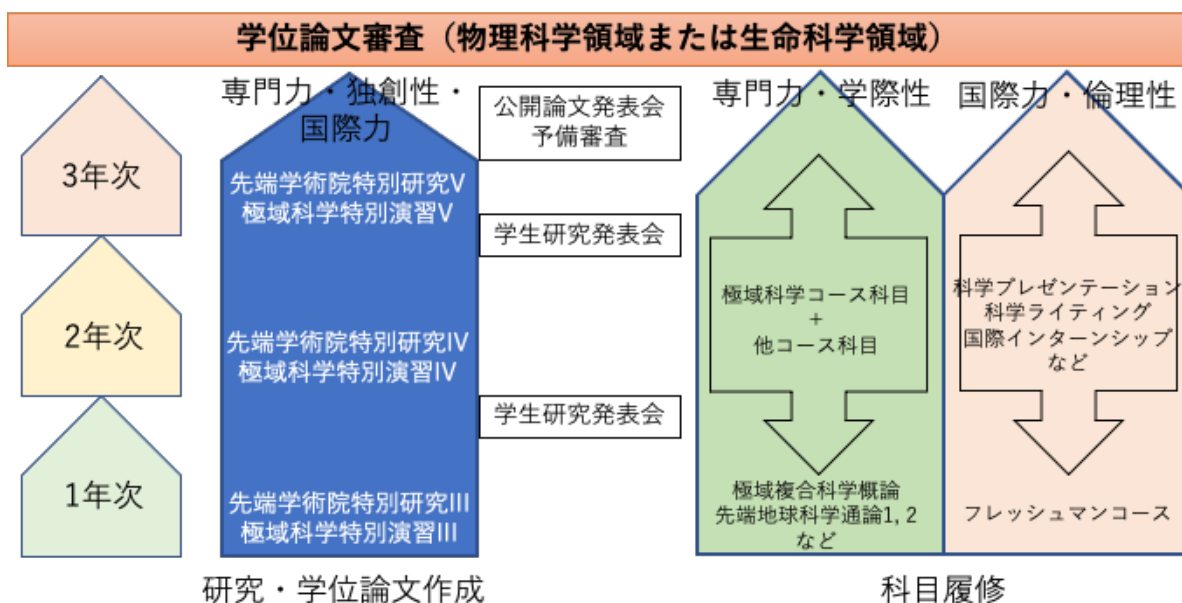 学位論文審査（物理科学領域または生命科学領域）
3年次
2年次
1年次
専門力・独創性・
国際力
先端学術院特別研究V
極域科学特別演習V
先端学術院特別研究IV
極域科学特別演習IV
先端学術院特別研究III
極域科学特別演習III
公開論文発表会
予備審査
学生研究発表会
学生研究発表会
研究・学位論文作成
専門力・学際性
極域科学コース科目
+
他コース科目
極域複合科学概論
先端地球科学通論1, 2
など
国際力・倫理性
科学プレゼンテーション
科学ライティング
国際インターンシップ
など
フレッシュマンコース
科目履修